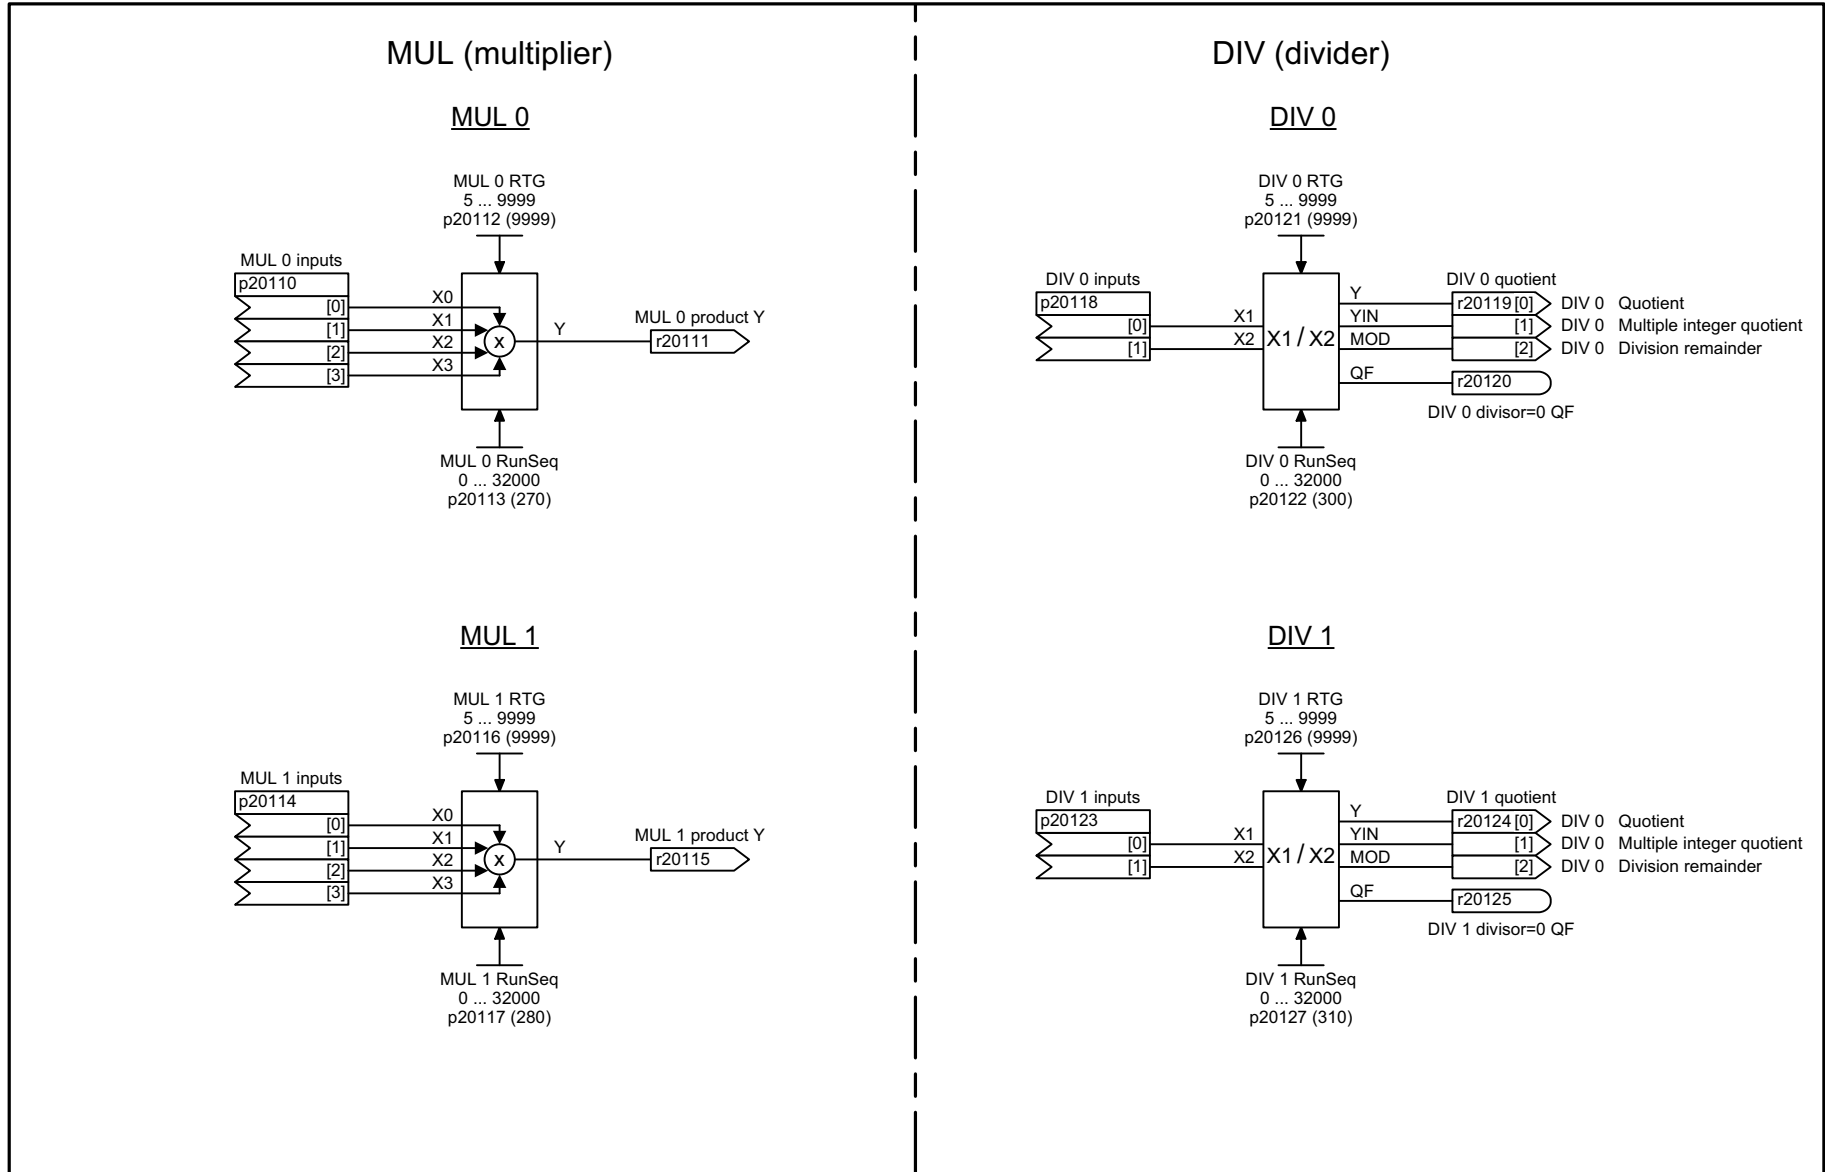 MUL (multiplier)
MUL 0
MUL 0 RTG
5 ... 9999
p20112 (9999)
MUL 0 inputs
p20110
[0]
[1]
[2]
[3]
X0
X1
X2
X3
x
Y
MUL 0 product Y
r20111
MUL 0 RunSeq
0 ... 32000
p20113 (270)
MUL 1
MUL 1 RTG
5 ... 9999
p20116 (9999)
MUL 1 inputs
p20114
[0]
[1]
[2]
[3]
X0
X1
X2
X3
x
Y
MUL 1 product Y
r20115
MUL 1 RunSeq
0 ... 32000
p20117 (280)
DIV (divider)
DIV 0
DIV 0 RTG
5 ... 9999
p20121 (9999)
DIV 0 inputs
p20118
[0]
[1]
X1
X2
X1 / X2
Y
YIN
MOD
QF
DIV 0 quotient
r20119 [0] DIV 0 Quotient
[1] DIV 0 Multiple integer quotient
[2] DIV 0 Division remainder
r20120
DIV 0 divisor=0 QF
DIV 0 RunSeq
0 ... 32000
p20122 (300)
DIV 1
DIV 1 RTG
5 ... 9999
p20126 (9999)
DIV 1 inputs
p20123
[0]
[1]
X1
X2
X1 / X2
Y
YIN
MOD
QF
DIV 1 quotient
r20124 [0] DIV 0 Quotient
[1] DIV 0 Multiple integer quotient
[2] DIV 0 Division remainder
r20125
DIV 1 divisor=0 QF
DIV 1 RunSeq
0 ... 32000
p20127 (310)